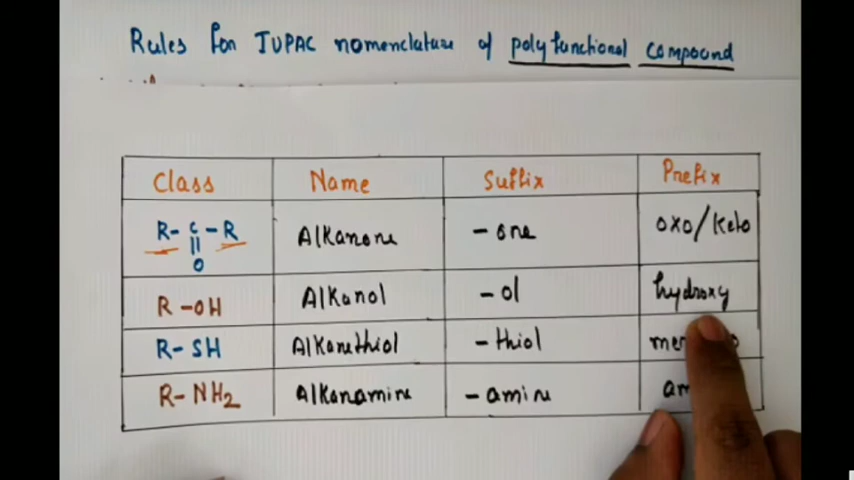 Rules for IUPAC nomenclature of polyfunctional compound
Class Name Suffix Prefix
R-C-R Alkanone -one oxo/Keto
||
O
R-OH Alkanol -ol hydroxy
R-SH Alkanethiol -thiol
R-NH2 Alkanamine -amine